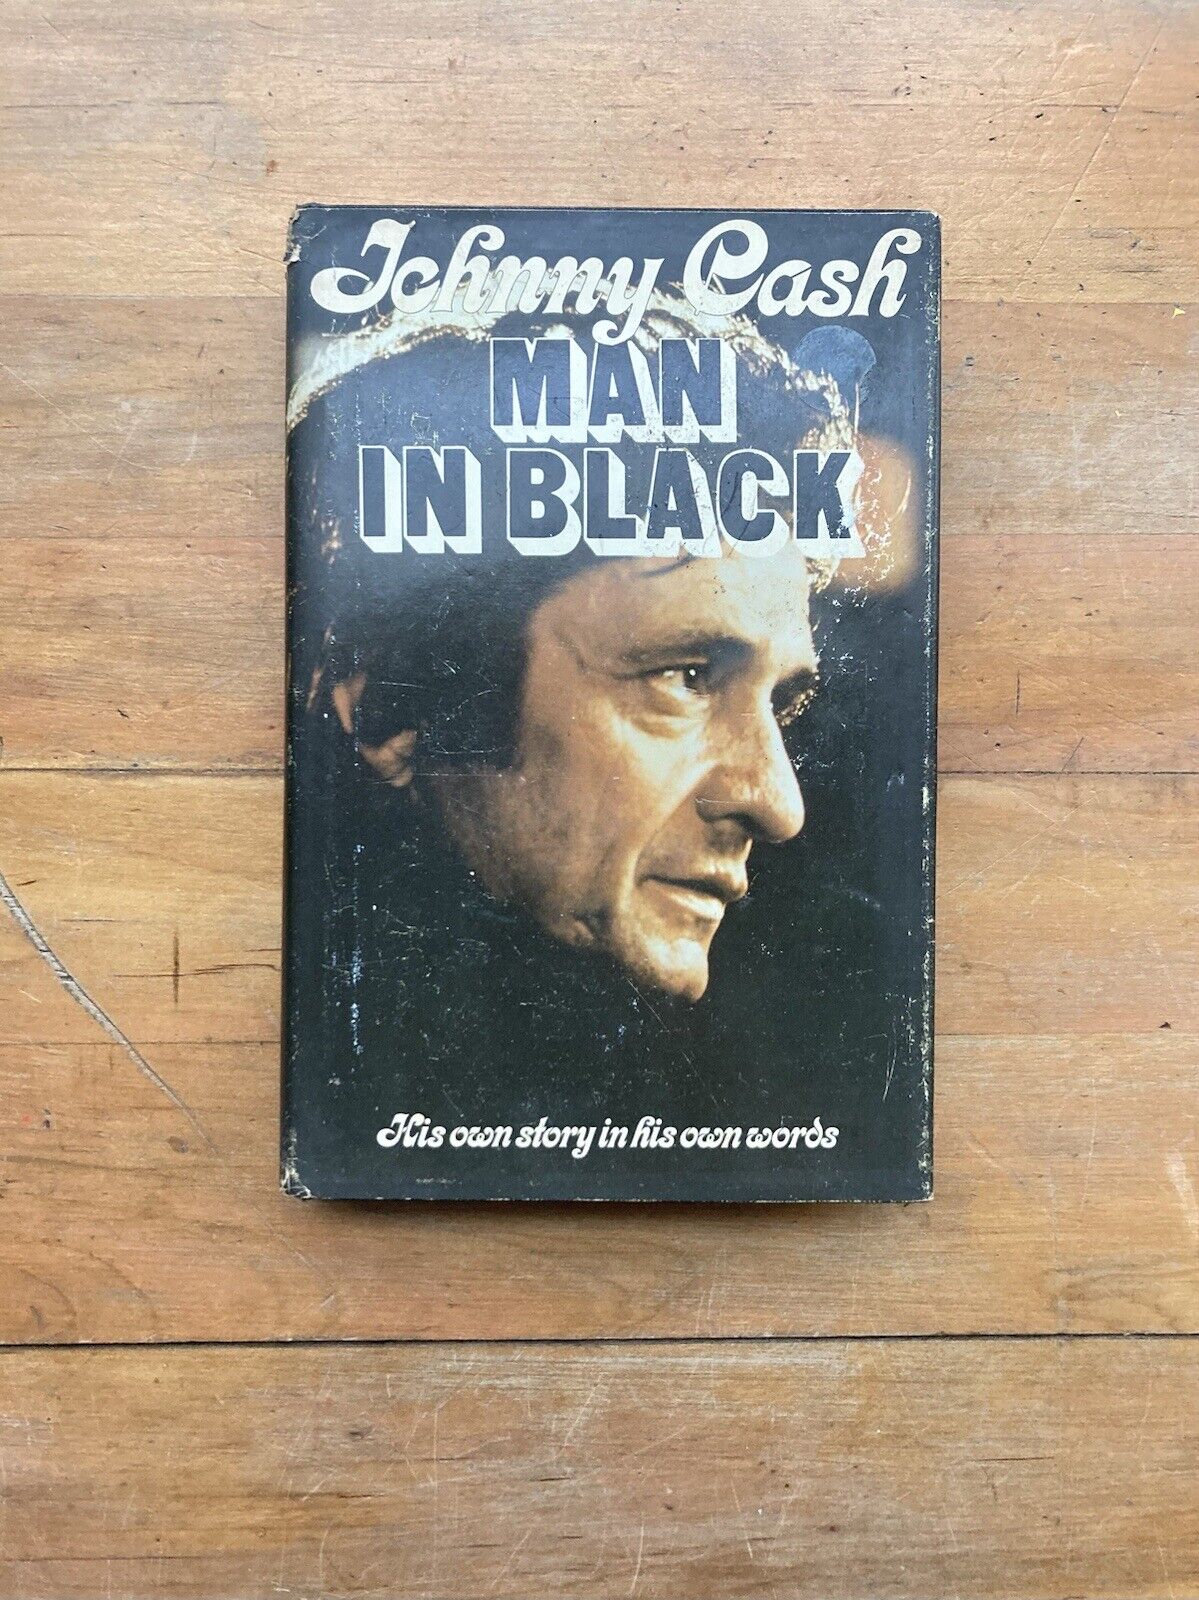 Johnny Cash
MAN
IN BLACK
His own story in his own words